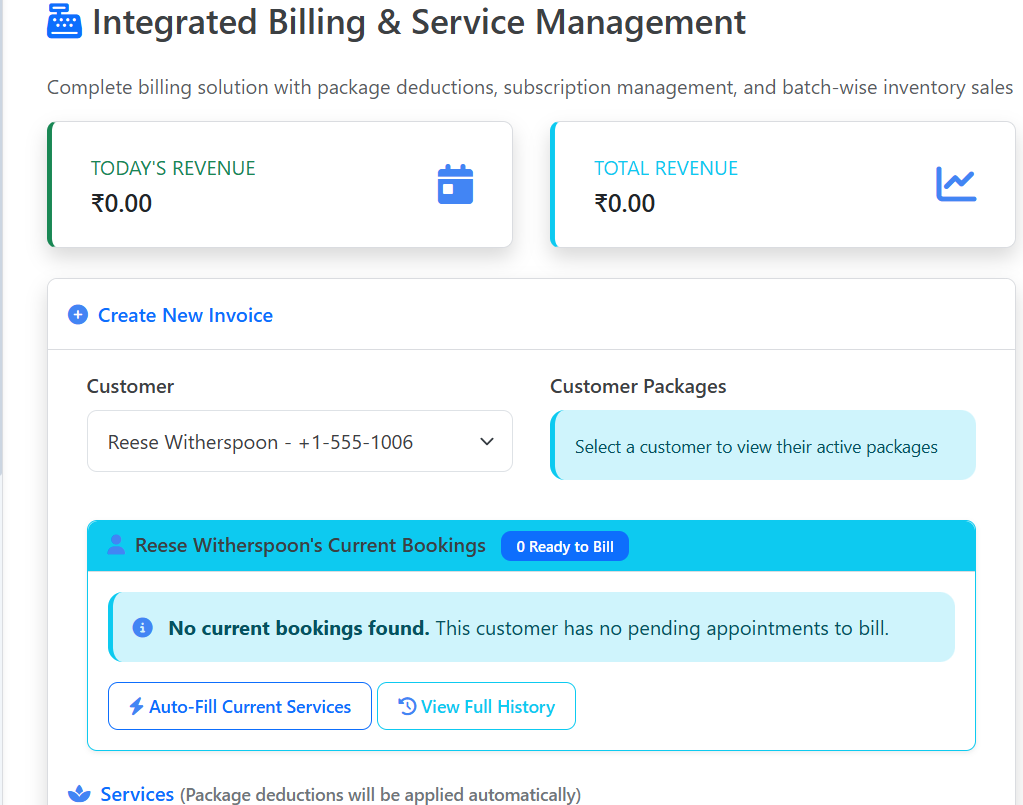 Integrated Billing & Service Management
Complete billing solution with package deductions, subscription management, and batch-wise inventory sales
TODAY'S REVENUE
₹0.00
TOTAL REVENUE
₹0.00
Create New Invoice
Customer
Reese Witherspoon - +1-555-1006
Customer Packages
Select a customer to view their active packages
Reese Witherspoon's Current Bookings
0 Ready to Bill
No current bookings found. This customer has no pending appointments to bill.
Auto-Fill Current Services
View Full History
Services (Package deductions will be applied automatically)